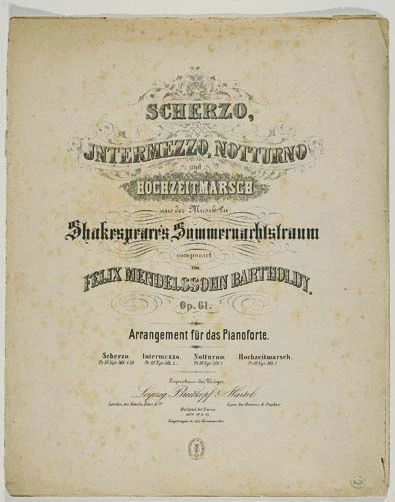 SCHERZO,
INTERMEZZO, NOTTURNO
und
HOCHZEITMARSCH
aus der Musik zu
Shakespeare's Sommernachtstraum
componirt
von
FELIX MENDELSSOHN BARTHOLDY.
Op. 61.
Arrangement für das Pianoforte.
Scherzo. Intermezzo. Notturno. Hochzeitmarsch.
Eigenthum der Verleger.
Leipzig, Breitkopf & Härtel.